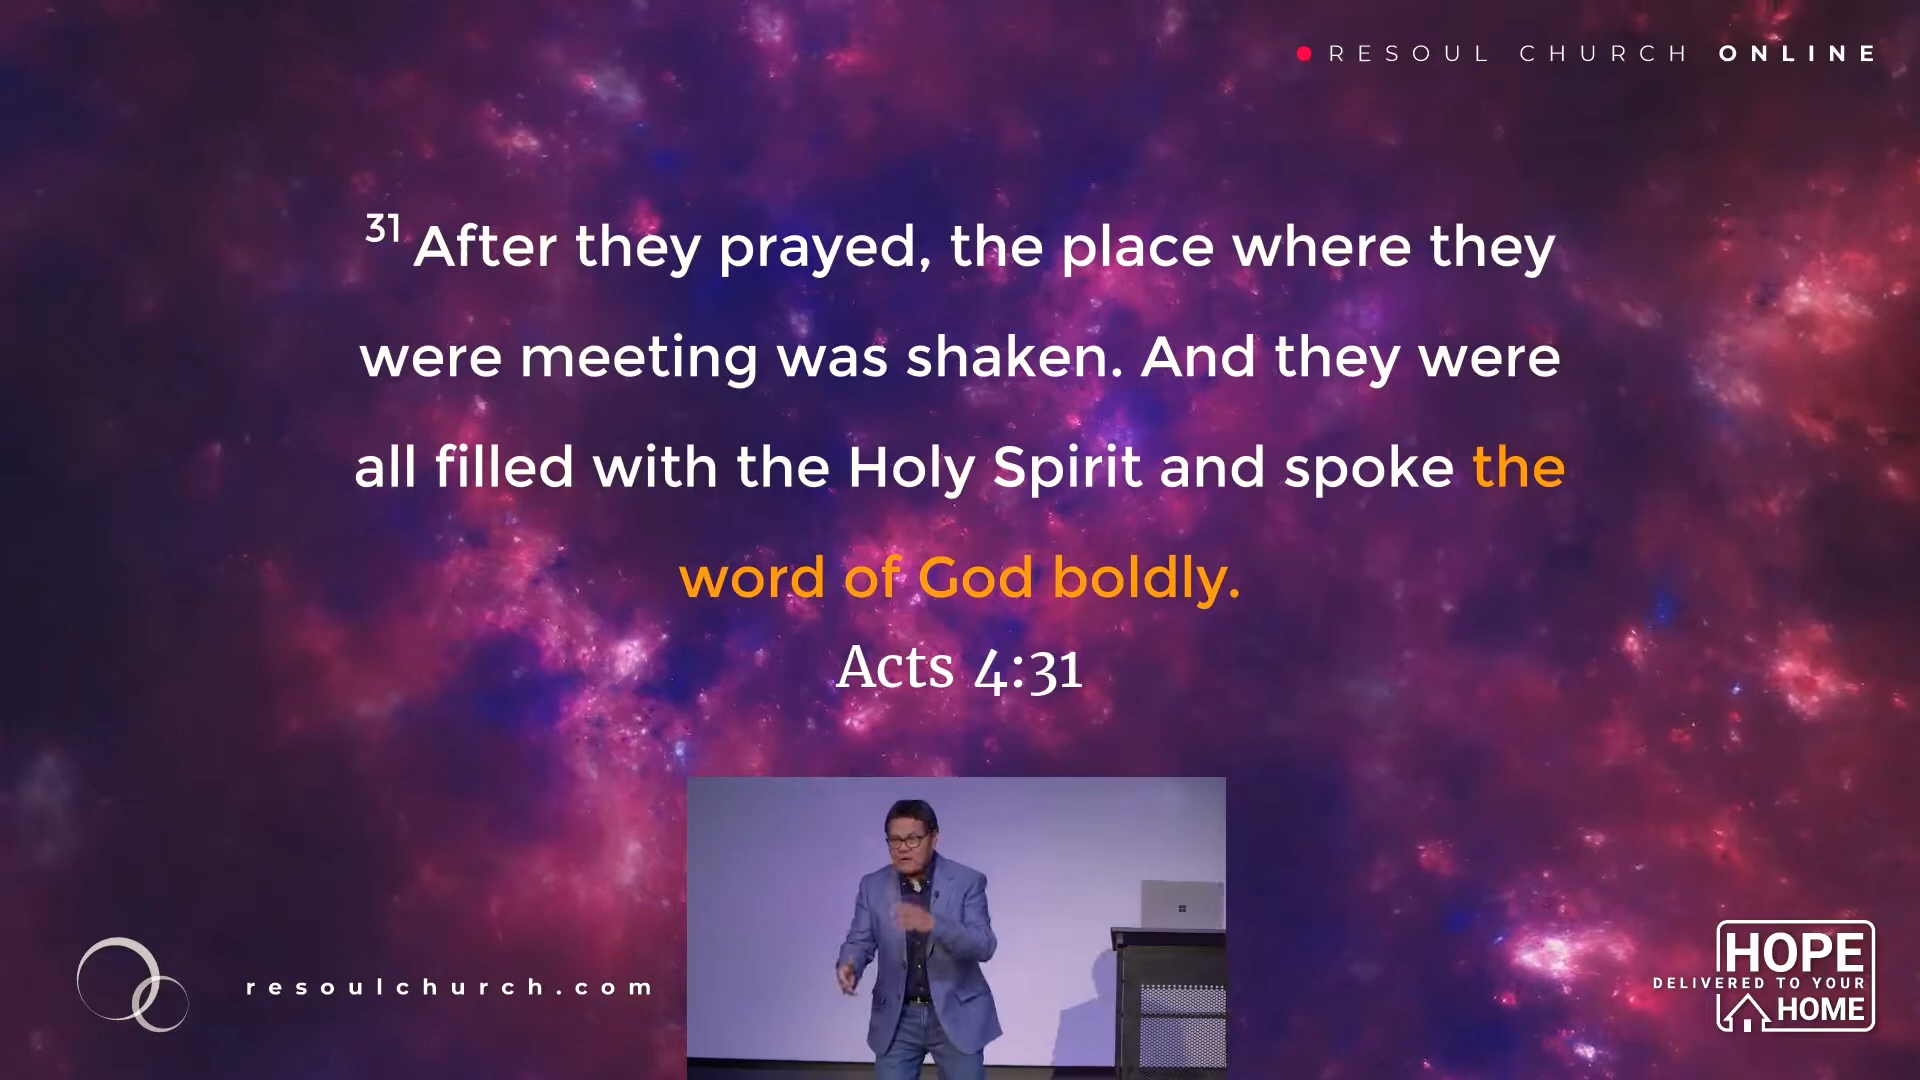 RESOUL CHURCH ONLINE
31 After they prayed, the place where they
were meeting was shaken. And they were
all filled with the Holy Spirit and spoke the
word of God boldly.
Acts 4:31
resoulchurch.com
HOPE
DELIVERED TO YOUR
HOME